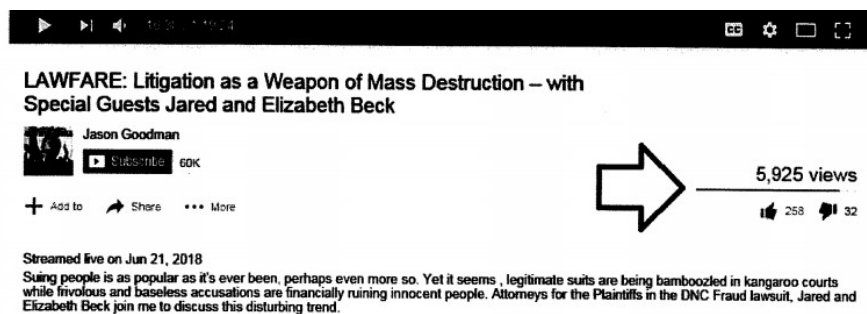 CC
LAWFARE: Litigation as a Weapon of Mass Destruction – with
Special Guests Jared and Elizabeth Beck
Jason Goodman
Subscribe 60K
5,925 views
Add to Share More
258 32
Streamed live on Jun 21, 2018
Suing people is as popular as it's ever been, perhaps even more so. Yet it seems , legitimate suits are being bamboozled in kangaroo courts
while frivolous and baseless accusations are financially ruining innocent people. Attorneys for the Plaintiffs in the DNC Fraud lawsuit, Jared and
Elizabeth Beck join me to discuss this disturbing trend.